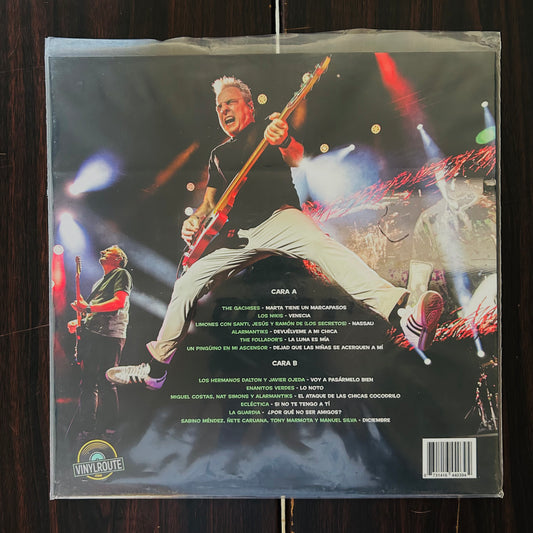 CARA A
THE GACHISES - MARTA TIENE UN MARCAPASOS
LOS NIKIS - VENECIA
LIMONES CON SANTI, JESÚS Y RAMÓN DE (LOS SECRETOS) - NASSAU
ALARMANTIKS - DEVUÉLVEME A MI CHICA
THE FOLLADOR'S - LA LUNA ES MÍA
UN PINGÜINO EN MI ASCENSOR - DEJAD QUE LAS NIÑAS SE ACERQUEN A MÍ
CARA B
LOS HERMANOS DALTON Y JAVIER OJEDA - VOY A PASÁRMELO BIEN
ENANITOS VERDES - LO NOTO
MIGUEL COSTAS, NAT SIMONS Y ALARMANTIKS - EL ATAQUE DE LAS CHICAS COCODRILO
ECLÉCTICA - SI NO TE TENGO A TÍ
LA GUARDIA - ¿POR QUÉ NO SER AMIGOS?
SABINO MÉNDEZ, ÑETE CARUANA, TONY MARMOTA Y MANUEL SILVA - DICIEMBRE
VINYLROUTE